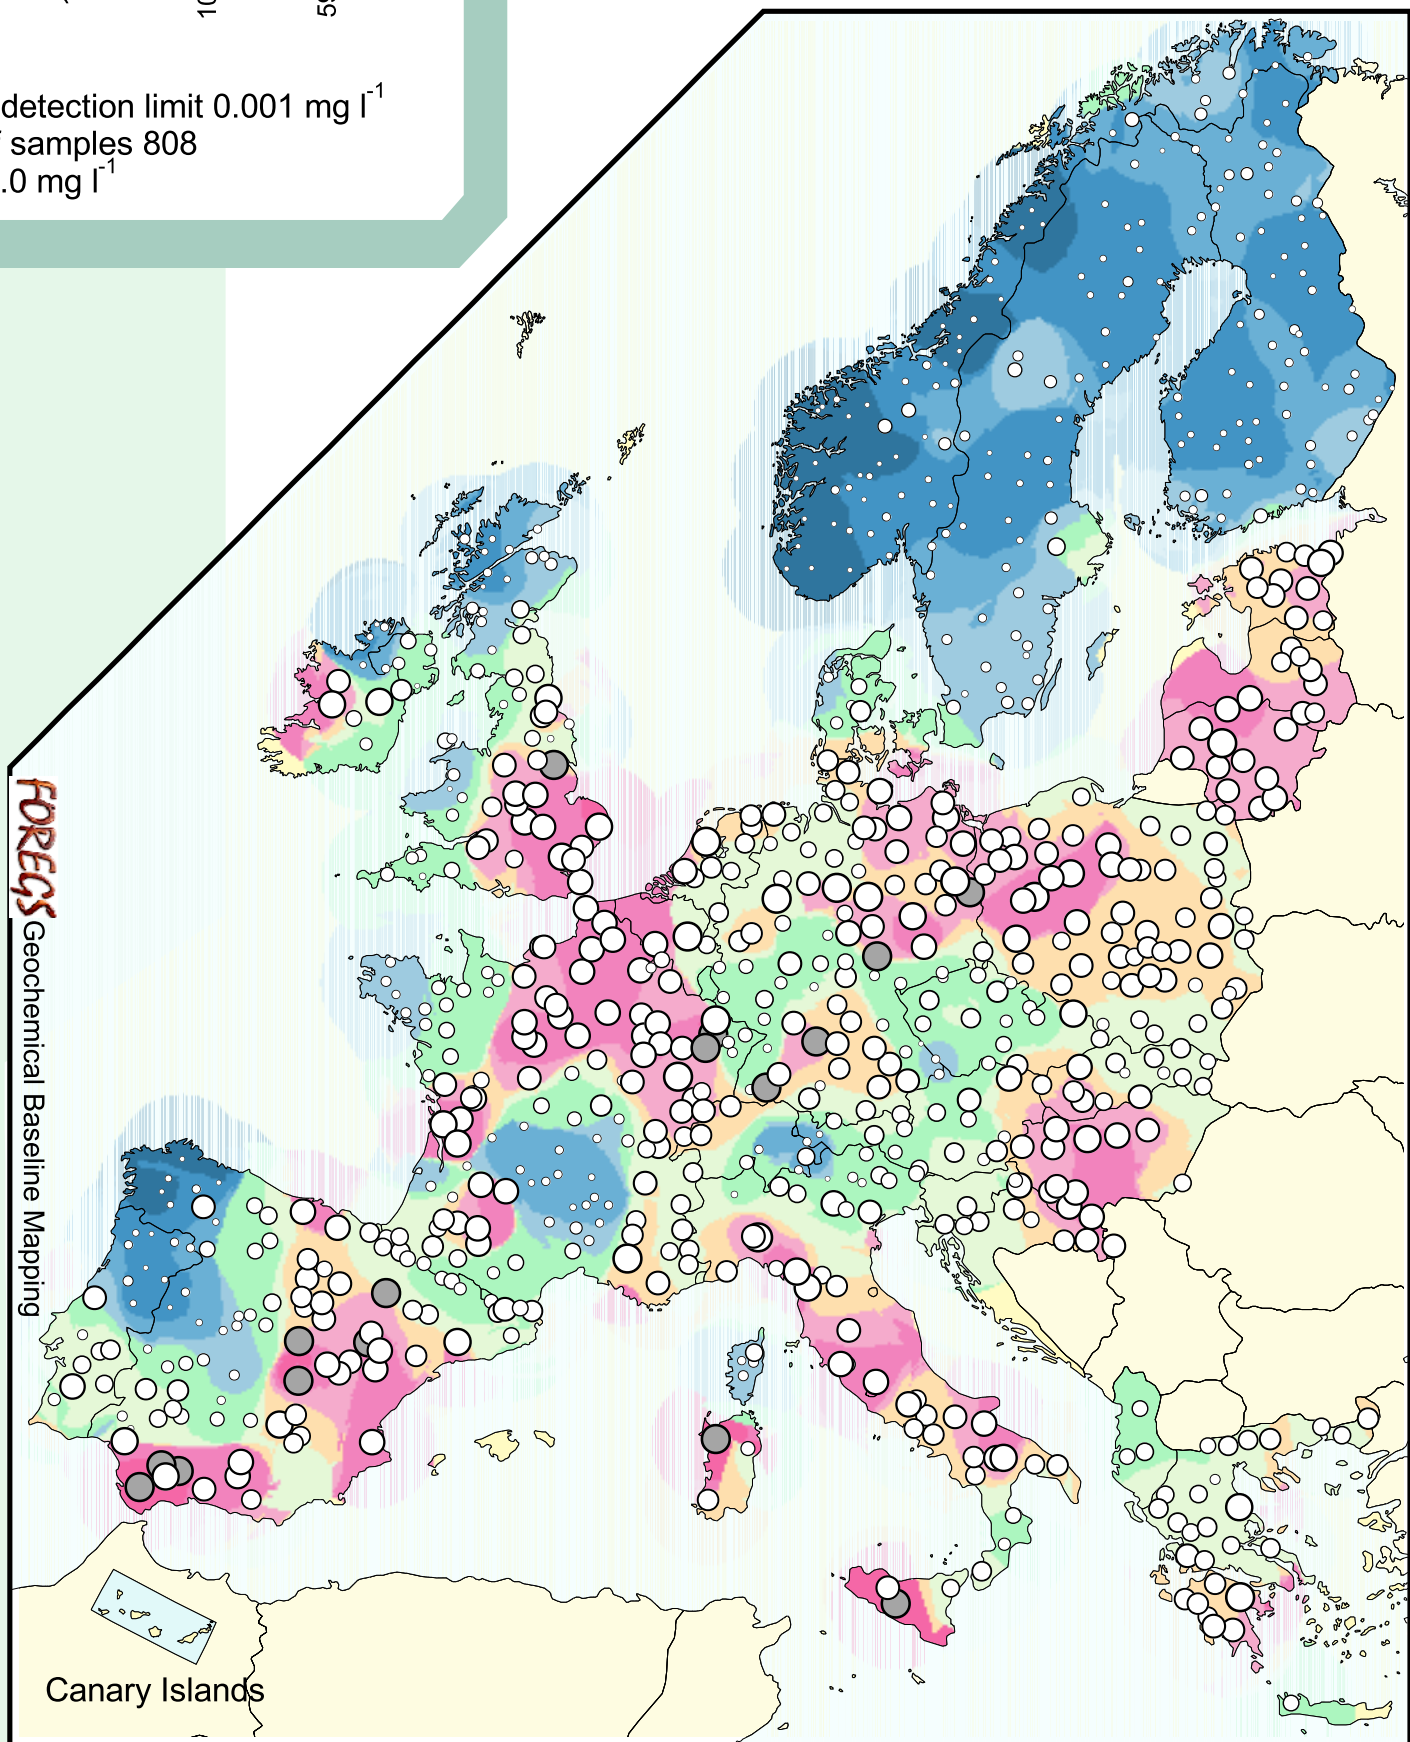 detection limit 0.001 mg l-1
samples 808
.0 mg l-1
FOREGS Geochemical Baseline Mapping
Canary Islands